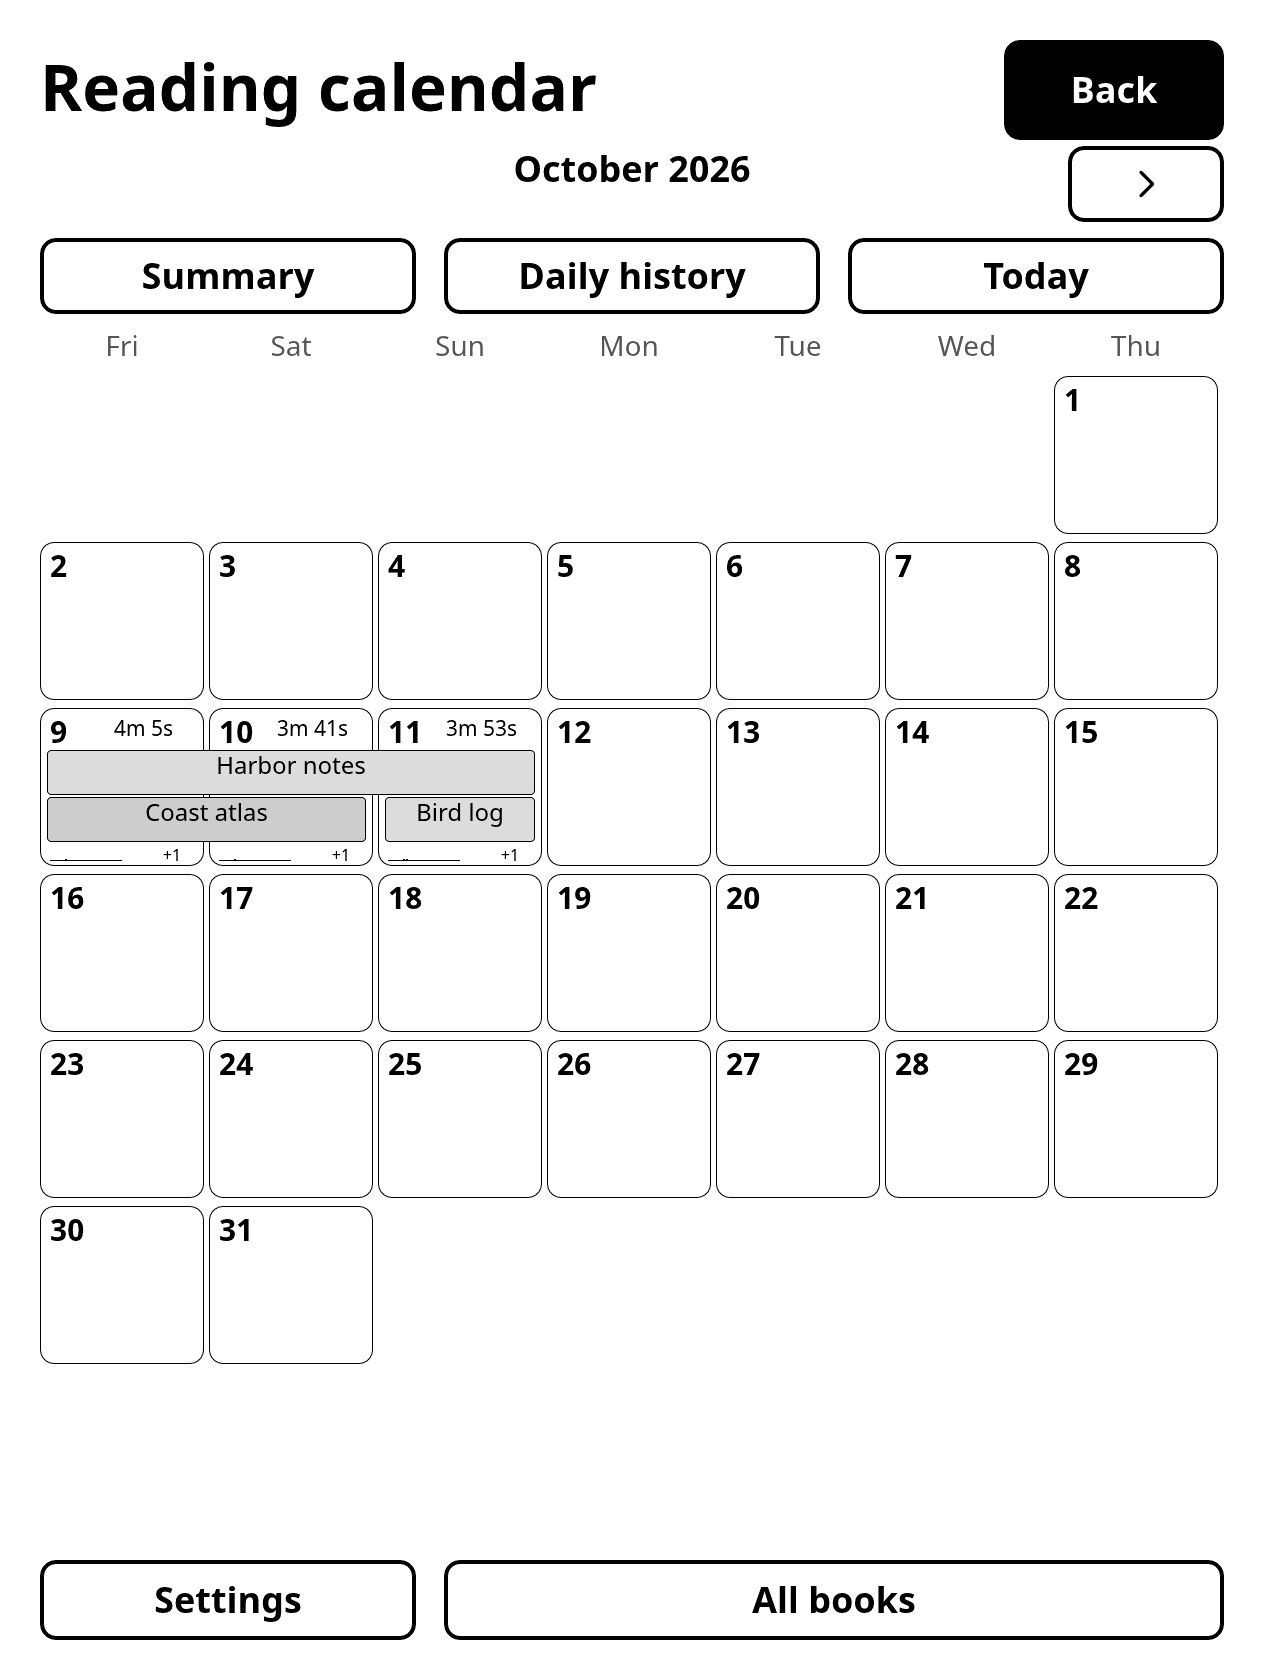 Reading calendar
Back
October 2026
Summary
Daily history
Today
Fri Sat Sun Mon Tue Wed Thu
1
2 3 4 5 6 7 8
9 4m 5s 10 3m 41s 11 3m 53s 12 13 14 15
Harbor notes
Coast atlas Bird log
+1 +1 +1
16 17 18 19 20 21 22
23 24 25 26 27 28 29
30 31
Settings
All books